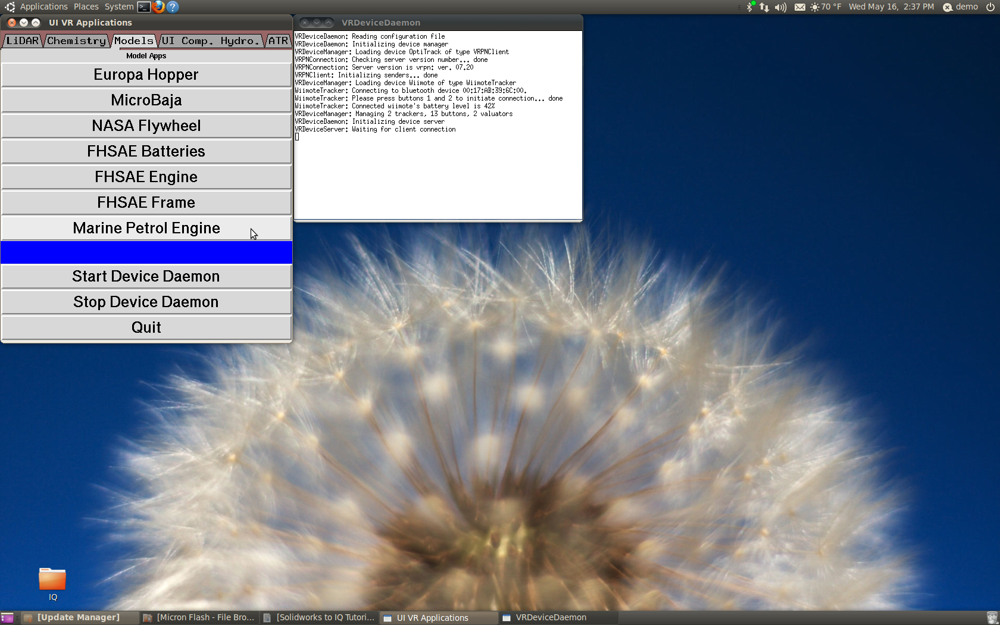 Applications Places System
70 °F Wed May 16, 2:37 PM demo
UI VR Applications
LiDAR Chemistry Models UI Comp. Hydro. ATR
Model Apps
Europa Hopper
MicroBaja
NASA Flywheel
FHSAE Batteries
FHSAE Engine
FHSAE Frame
Marine Petrol Engine
Start Device Daemon
Stop Device Daemon
Quit
VRDeviceDaemon
VRDeviceDaemon: Reading configuration file
VRDeviceDaemon: Initializing device manager
VRDeviceManager: Loading device OptiTrack of type VRPNClient
VRPNConnection: Checking server version number... done
VRPNConnection: Server version is vrpn: ver. 07.20
VRPNClient: Initializing senders... done
VRDeviceManager: Loading device Wiimote of type WiimoteTracker
WiimoteTracker: Connecting to bluetooth device 00:17:AB:39:6C:00.
WiimoteTracker: Please press buttons 1 and 2 to initiate connection... done
WiimoteTracker: Connected wiimote's battery level is 42%
VRDeviceManager: Managing 2 trackers, 13 buttons, 2 valuators
VRDeviceDaemon: Initializing device server
VRDeviceServer: Waiting for client connection
IQ
[Update Manager] [Micron Flash - File Bro... [Solidworks to IQ Tutori... UI VR Applications VRDeviceDaemon